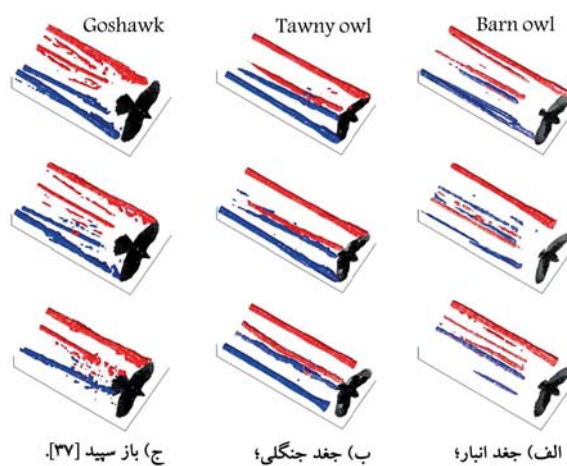 Goshawk Tawny owl Barn owl
الف) جغد انبار؛ ب) جغد جنگلی؛ ج) باز سپید [۳۷].